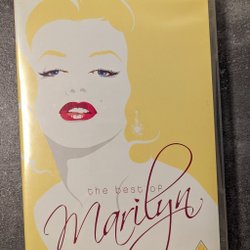 the best of
Marilyn